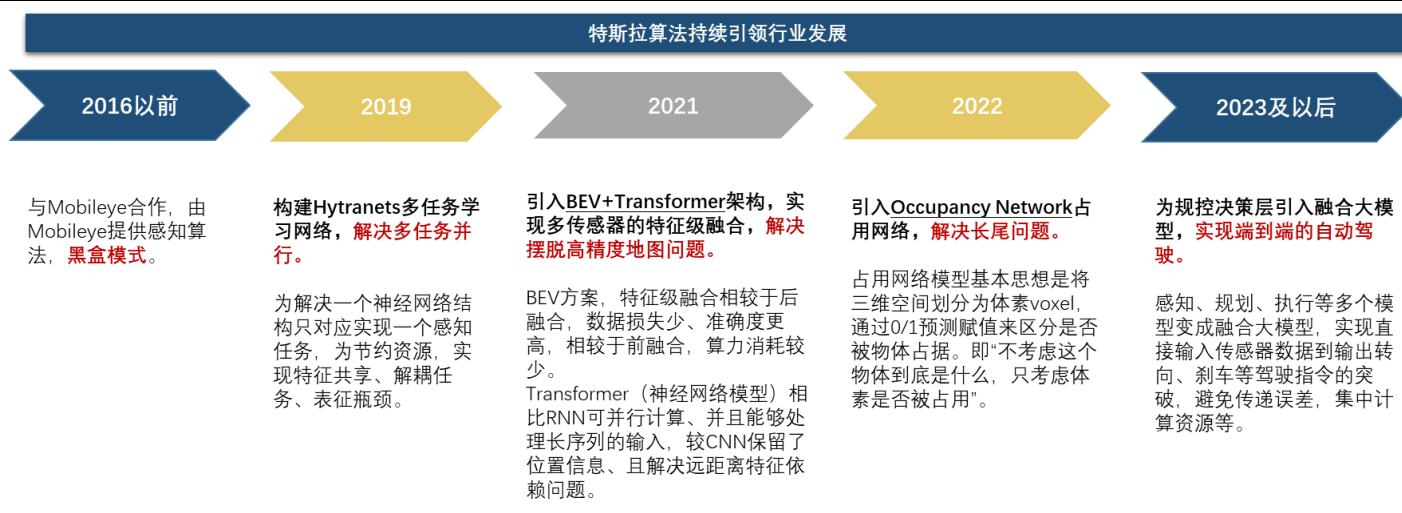 特斯拉算法持续引领行业发展
2016以前
2019
2021
2022
2023及以后
与Mobileye合作，由
Mobileye提供感知算
法，黑盒模式。
构建Hytranets多任务学
习网络，解决多任务并
行。
为解决一个神经网络结
构只对应实现一个感知
任务，为节约资源，实
现特征共享、解耦任
务、表征瓶颈。
引入BEV+Transformer架构，实
现多传感器的特征级融合，解决
摆脱高精度地图问题。
BEV方案，特征级融合相较于后
融合，数据损失少、准确度更
高，相较于前融合，算力消耗较
少。
Transformer（神经网络模型）相
比RNN可并行计算、并且能够处
理长序列的输入，较CNN保留了
位置信息、且解决远距离特征依
赖问题。
引入Occupancy Network占
用网络，解决长尾问题。
占用网络模型基本思想是将
三维空间划分为体素voxel，
通过0/1预测赋值来区分是否
被物体占据。即“不考虑这个
物体到底是什么，只考虑体
素是否被占用”。
为规控决策层引入融合大模
型，实现端到端的自动驾
驶。
感知、规划、执行等多个模
型变成融合大模型，实现直
接输入传感器数据到输出转
向、刹车等驾驶指令的突
破，避免传递误差，集中计
算资源等。